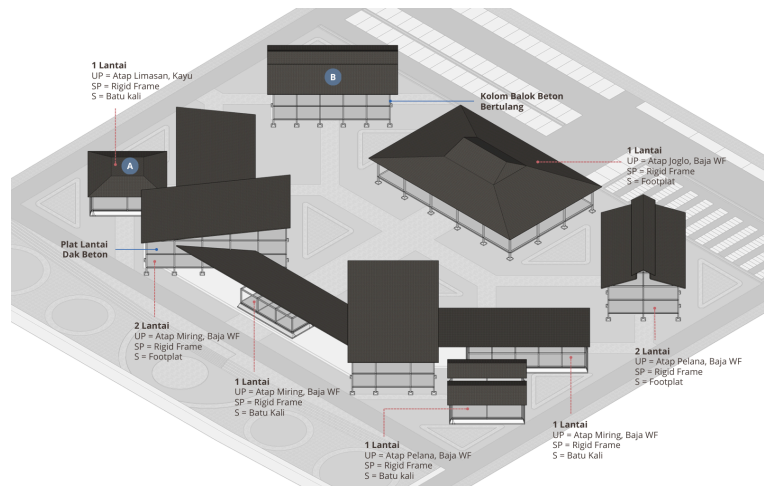 1 Lantai
UP = Atap Limasan, Kayu
SP = Rigid Frame
S = Batu kali
B
Kolom Balok Beton
Bertulang
A
1 Lantai
UP = Atap Joglo, Baja WF
SP = Rigid Frame
S = Footplat
Plat Lantai
Dak Beton
2 Lantai
UP = Atap Miring, Baja WF
SP = Rigid Frame
S = Footplat
1 Lantai
UP = Atap Miring, Baja WF
SP = Rigid Frame
S = Batu Kali
2 Lantai
UP = Atap Pelana, Baja WF
SP = Rigid Frame
S = Footplat
1 Lantai
UP = Atap Pelana, Baja WF
SP = Rigid Frame
S = Batu kali
1 Lantai
UP = Atap Miring, Baja WF
SP = Rigid Frame
S = Batu Kali